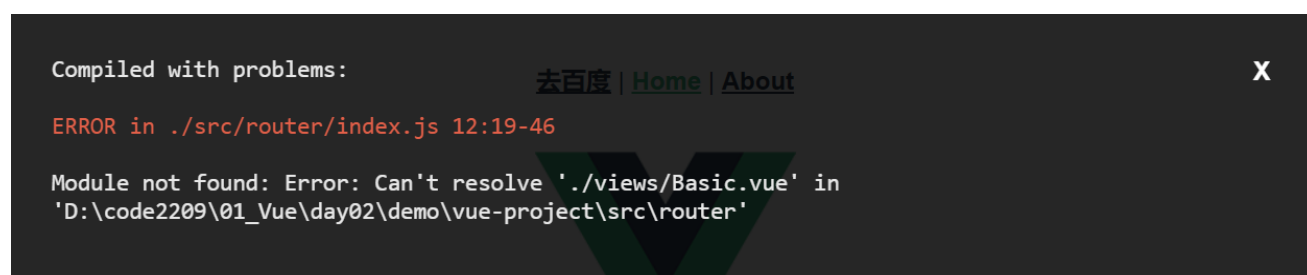 Compiled with problems:
X
去百度 | Home | About
ERROR in ./src/router/index.js 12:19-46
Module not found: Error: Can't resolve './views/Basic.vue' in
'D:\code2209\01_Vue\day02\demo\vue-project\src\router'